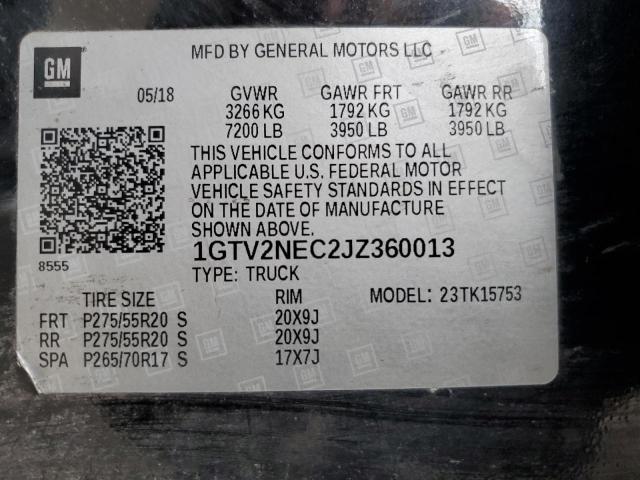 GM
MFD BY GENERAL MOTORS LLC
05/18 GVWR GAWR FRT GAWR RR
3266 KG 1792 KG 1792 KG
7200 LB 3950 LB 3950 LB
THIS VEHICLE CONFORMS TO ALL
APPLICABLE U.S. FEDERAL MOTOR
VEHICLE SAFETY STANDARDS IN EFFECT
ON THE DATE OF MANUFACTURE
SHOWN ABOVE.
8555
1GTV2NEC2JZ360013
TYPE: TRUCK
TIRE SIZE RIM MODEL: 23TK15753
FRT P275/55R20 S 20X9J
RR P275/55R20 S 20X9J
SPA P265/70R17 S 17X7J